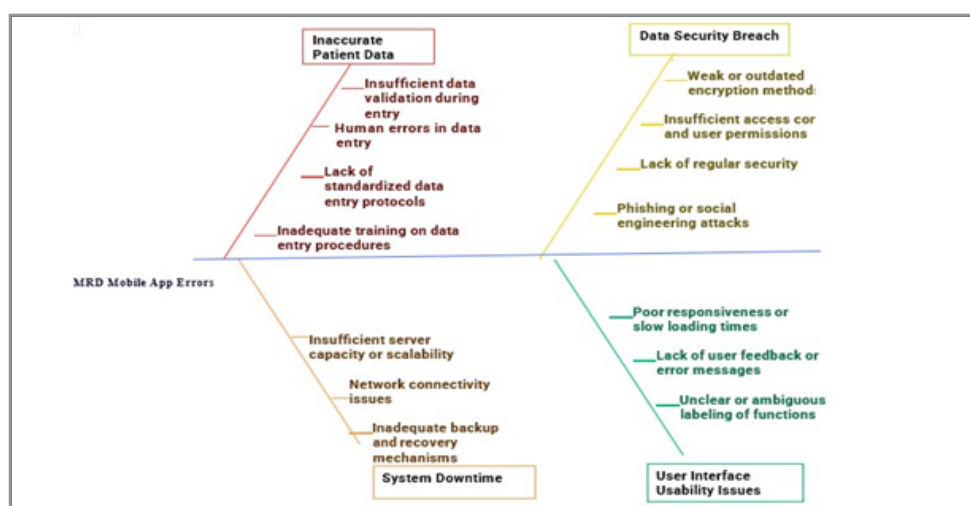 Inaccurate
Patient Data
Insufficient data
validation during
entry
Human errors in data
entry
Lack of
standardized data
entry protocols
Inadequate training on data
entry procedures
Data Security Breach
Weak or outdated
encryption method
Insufficient access cor
and user permissions
Lack of regular security
Phishing or social
engineering attacks
MRD Mobile App Errors
Insufficient server
capacity or scalability
Network connectivity
issues
Inadequate backup
and recovery
mechanisms
System Downtime
Poor responsiveness or
slow loading times
Lack of user feedback or
error messages
Unclear or ambiguous
labeling of functions
User Interface
Usability Issues